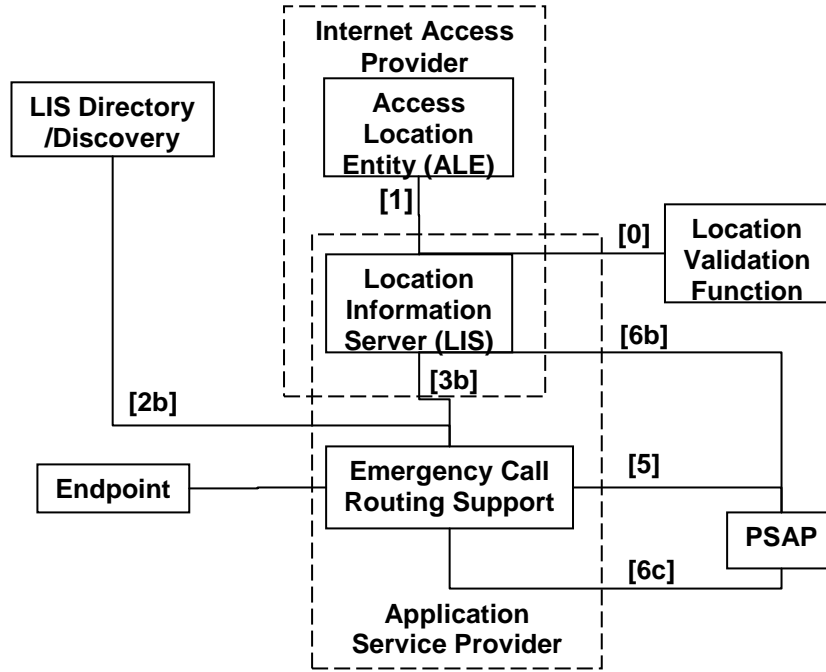 Internet Access
Provider
LIS Directory
/Discovery
Access
Location
Entity (ALE)
[1]
[0]
Location
Validation
Function
Location
Information
Server (LIS)
[6b]
[3b]
[2b]
Endpoint
Emergency Call
Routing Support
[5]
PSAP
[6c]
Application
Service Provider